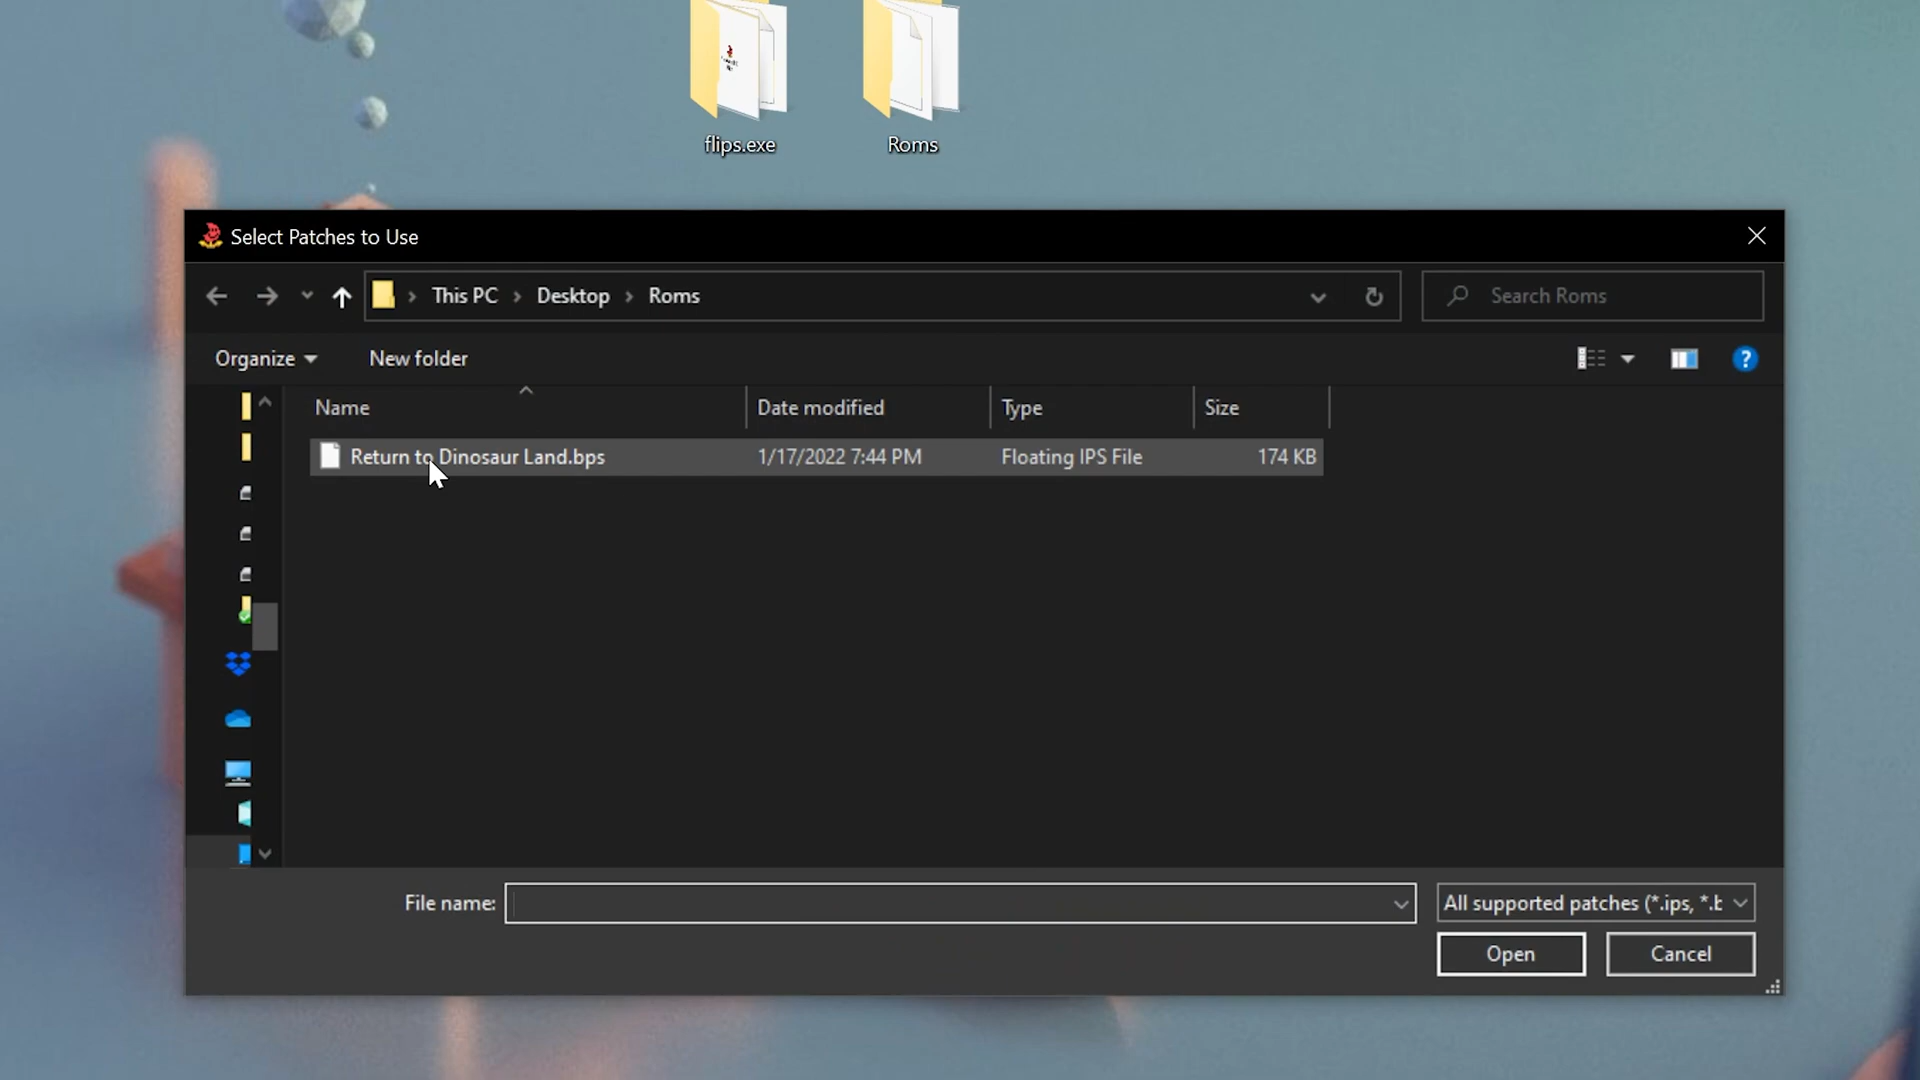 flips.exe
Roms
Select Patches to Use
This PC > Desktop > Roms
Search Roms
Organize
New folder
?
Name
Date modified
Type
Size
Return to Dinosaur Land.bps
1/17/2022 7:44 PM
Floating IPS File
174 KB
File name:
All supported patches (*.ips, *.b
Open
Cancel